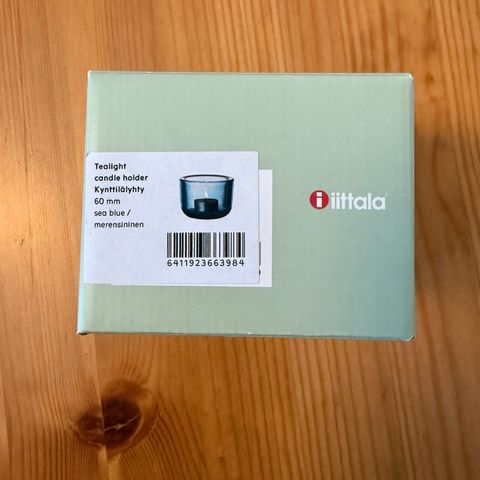 Tealight
candle holder
Kynttilälyhty
60 mm
sea blue /
merensininen
6411923663984
i iittala